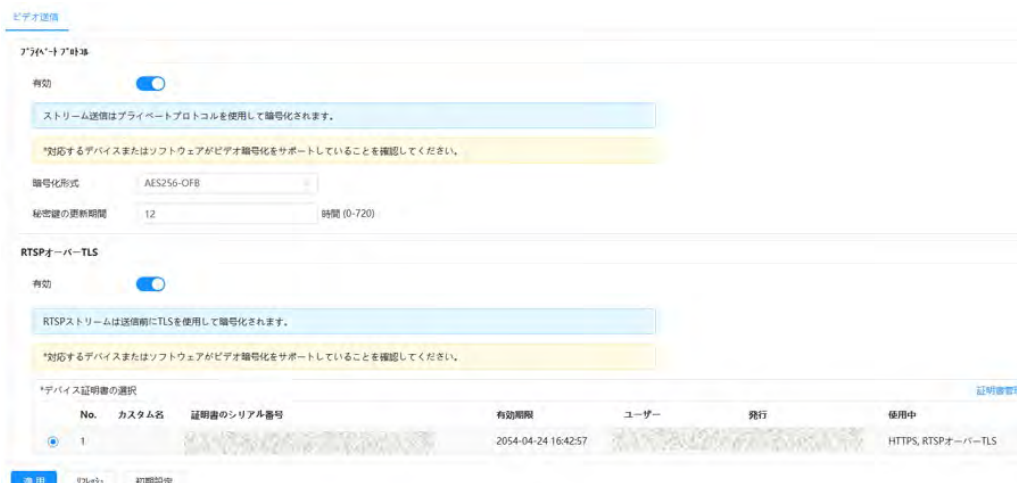 ビデオ送信
プライベートプロトコル
有効
ストリーム送信はプライベートプロトコルを使用して暗号化されます。
*対応するデバイスまたはソフトウェアがビデオ暗号化をサポートしていることを確認してください。
暗号化形式 AES256-OFB
秘密鍵の更新期間 12 時間 (0-720)
RTSPオーバーTLS
有効
RTSPストリームは送信前にTLSを使用して暗号化されます。
*対応するデバイスまたはソフトウェアがビデオ暗号化をサポートしていることを確認してください。
*デバイス証明書の選択 証明書管理
No. カスタム名 証明書のシリアル番号 有効期限 ユーザー 発行 使用中
1 2054-04-24 16:42:57 HTTPS, RTSPオーバーTLS
適用 リフレッシュ 初期設定